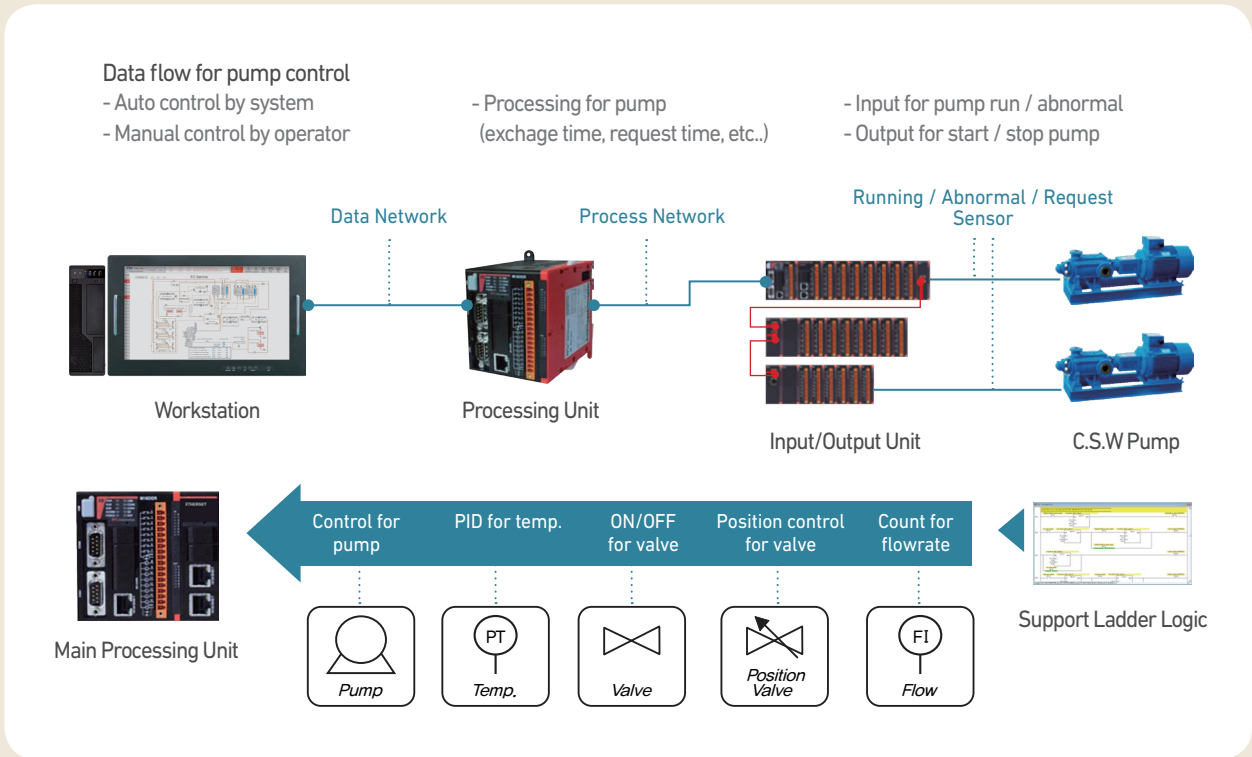 Data flow for pump control
- Auto control by system
- Manual control by operator
- Processing for pump
(exchage time, request time, etc..)
- Input for pump run / abnormal
- Output for start / stop pump
Data Network
Process Network
Running / Abnormal / Request
Sensor
Workstation
Processing Unit
Input/Output Unit
C.S.W Pump
Control for
pump
PID for temp.
ON/OFF
for valve
Position control
for valve
Count for
flowrate
ETHERNET
Main Processing Unit
Support Ladder Logic
Pump
PT
Temp.
Valve
Position
Valve
FI
Flow